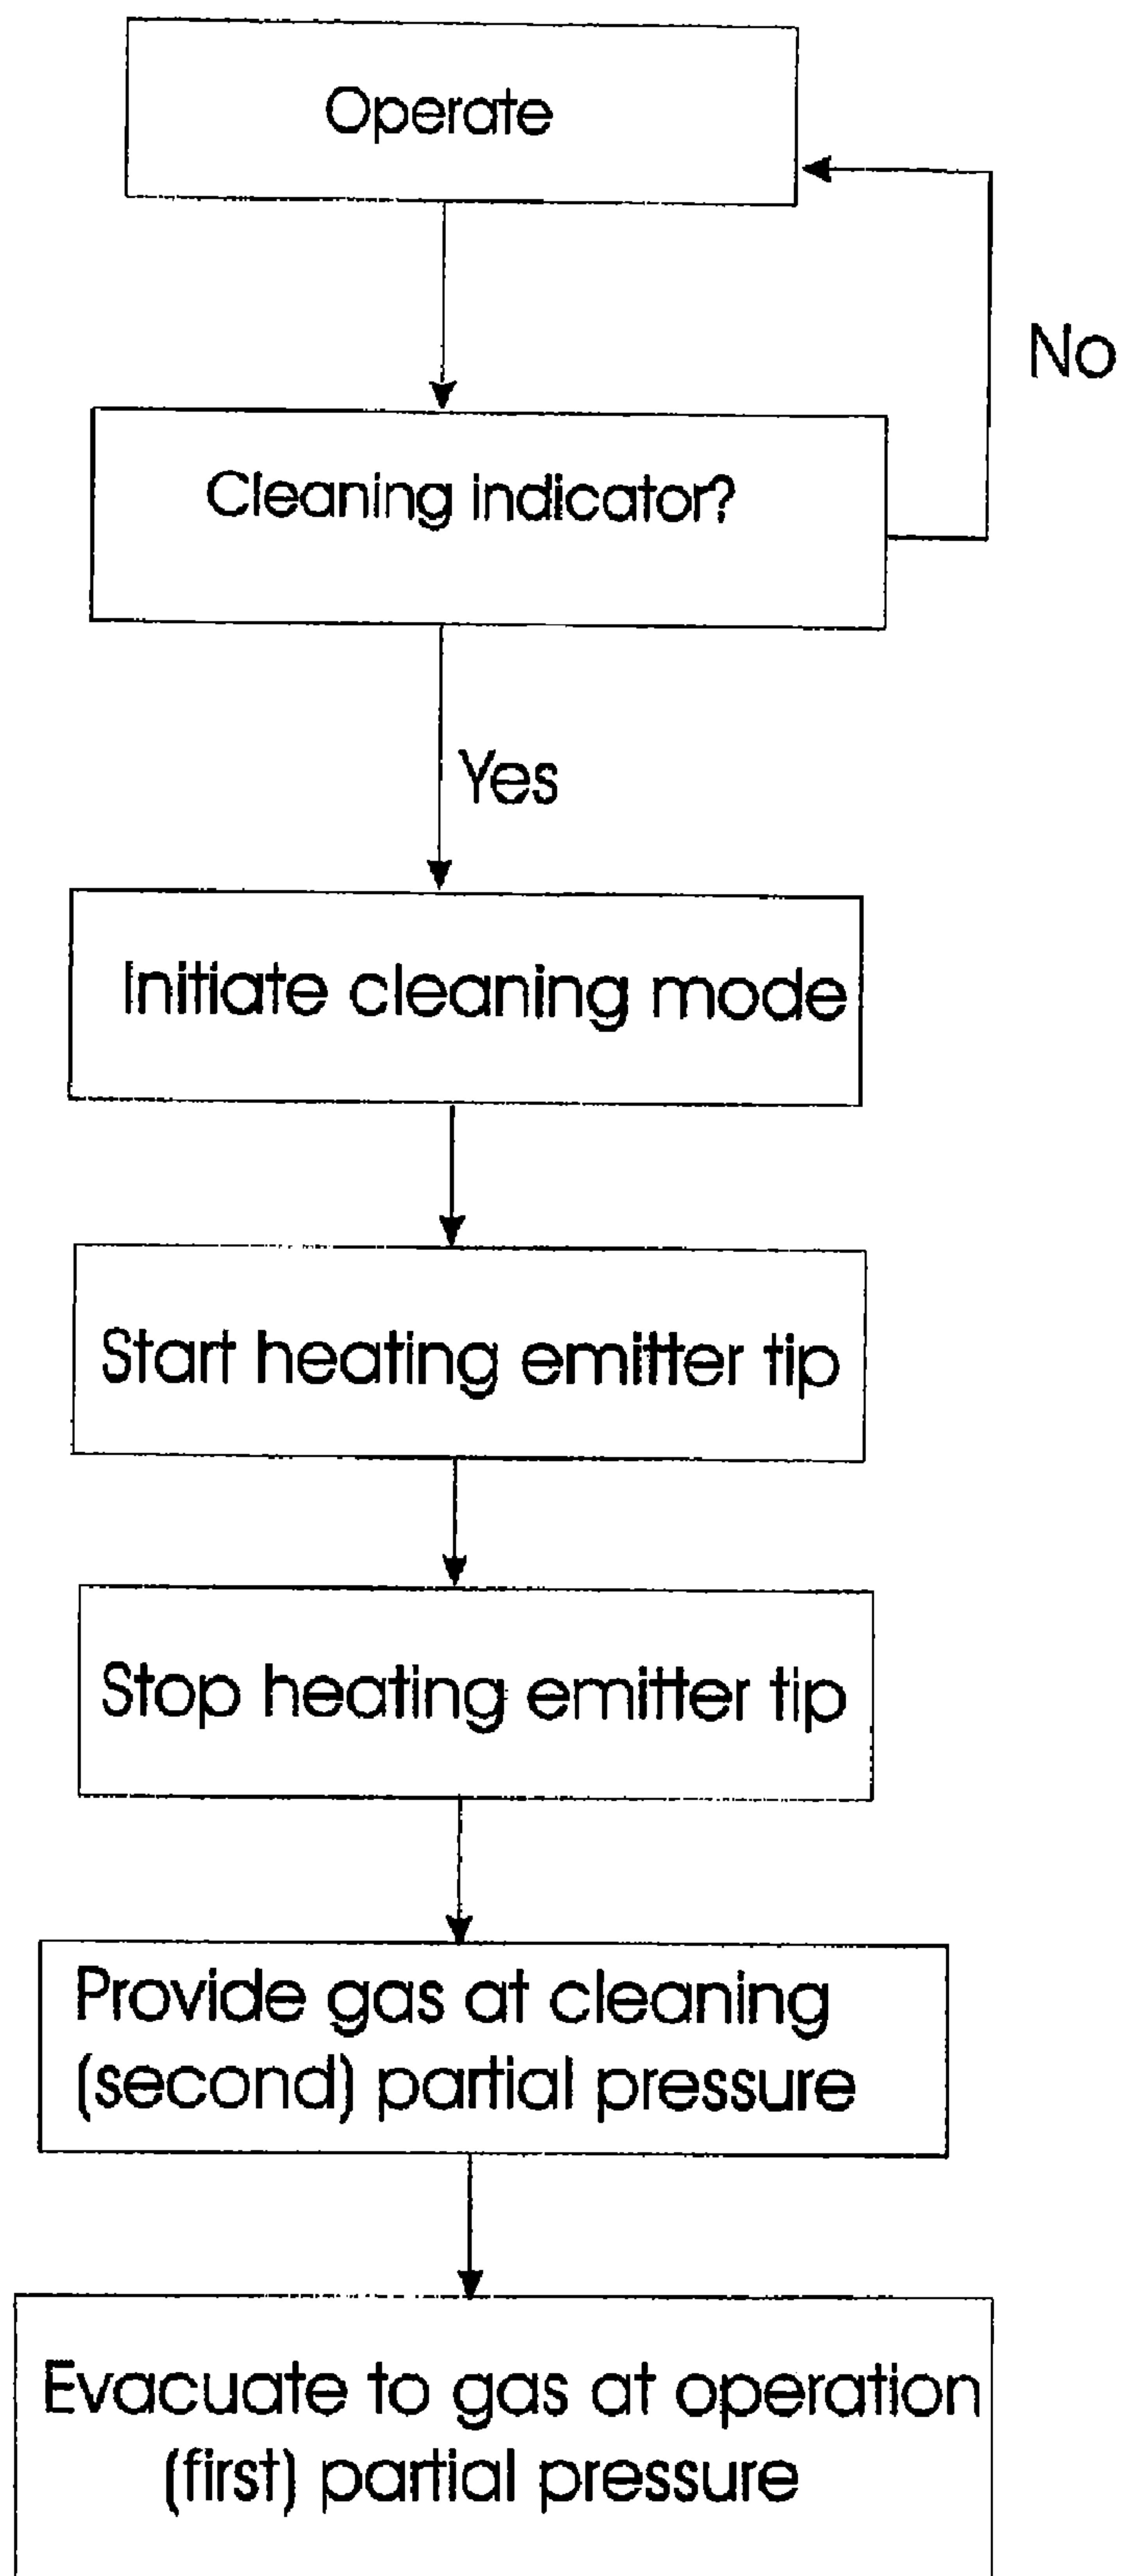 Operate
No
Cleaning indicator?
Yes
Initiate cleaning mode
Start heating emitter tip
Stop heating emitter tip
Provide gas at cleaning
(second) partial pressure
Evacuate to gas at operation
(first) partial pressure